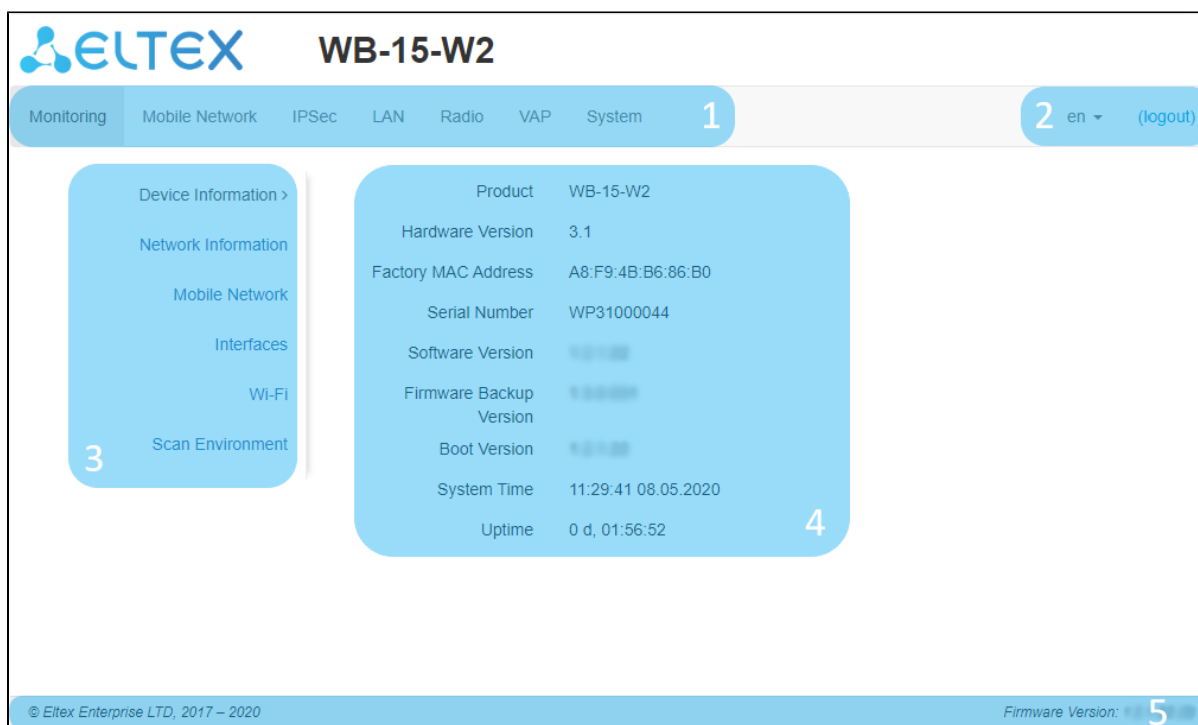 ELTEX WB-15-W2
Monitoring Mobile Network IPSec LAN Radio VAP System 1 2 en (logout)
Device Information >
Network Information
Mobile Network
Interfaces
Wi-Fi
Scan Environment
3
Product WB-15-W2
Hardware Version 3.1
Factory MAC Address A8:F9:4B:B6:86:B0
Serial Number WP31000044
Software Version
Firmware Backup
Version
Boot Version
System Time 11:29:41 08.05.2020
Uptime 0 d, 01:56:52
4
© Eltex Enterprise LTD, 2017 – 2020 Firmware Version: 5